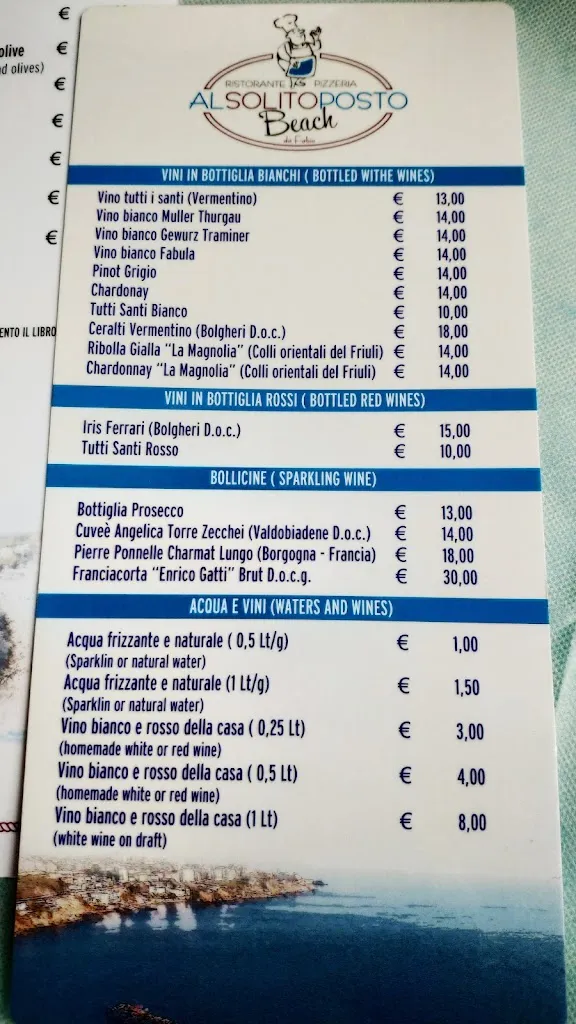 €
olive €
d olives)
€
€
€
€
€
ENTO IL LIBRO
RISTORANTE PIZZERIA
ALSOLITOPOSTO
Beach
da Fabio
VINI IN BOTTIGLIA BIANCHI ( BOTTLED WITHE WINES)
Vino tutti i santi (Vermentino) € 13,00
Vino bianco Muller Thurgau € 14,00
Vino bianco Gewurz Traminer € 14,00
Vino bianco Fabula € 14,00
Pinot Grigio € 14,00
Chardonay € 14,00
Tutti Santi Bianco € 10,00
Ceralti Vermentino (Bolgheri D.o.c.) € 18,00
Ribolla Gialla "La Magnolia" (Colli orientali del Friuli) € 14,00
Chardonnay "La Magnolia" (Colli orientali del Friuli) € 14,00
VINI IN BOTTIGLIA ROSSI ( BOTTLED RED WINES)
Iris Ferrari (Bolgheri D.o.c.) € 15,00
Tutti Santi Rosso € 10,00
BOLLICINE ( SPARKLING WINE)
Bottiglia Prosecco € 13,00
Cuveè Angelica Torre Zecchei (Valdobiadene D.o.c.) € 14,00
Pierre Ponnelle Charmat Lungo (Borgogna - Francia) € 18,00
Franciacorta "Enrico Gatti" Brut D.o.c.g. € 30,00
ACQUA E VINI (WATERS AND WINES)
Acqua frizzante e naturale ( 0,5 Lt/g) € 1,00
(Sparklin or natural water)
Acqua frizzante e naturale (1 Lt/g) € 1,50
(Sparklin or natural water)
Vino bianco e rosso della casa ( 0,25 Lt) € 3,00
(homemade white or red wine)
Vino bianco e rosso della casa ( 0,5 Lt) € 4,00
(homemade white or red wine)
Vino bianco e rosso della casa (1 Lt) € 8,00
(white wine on draft)